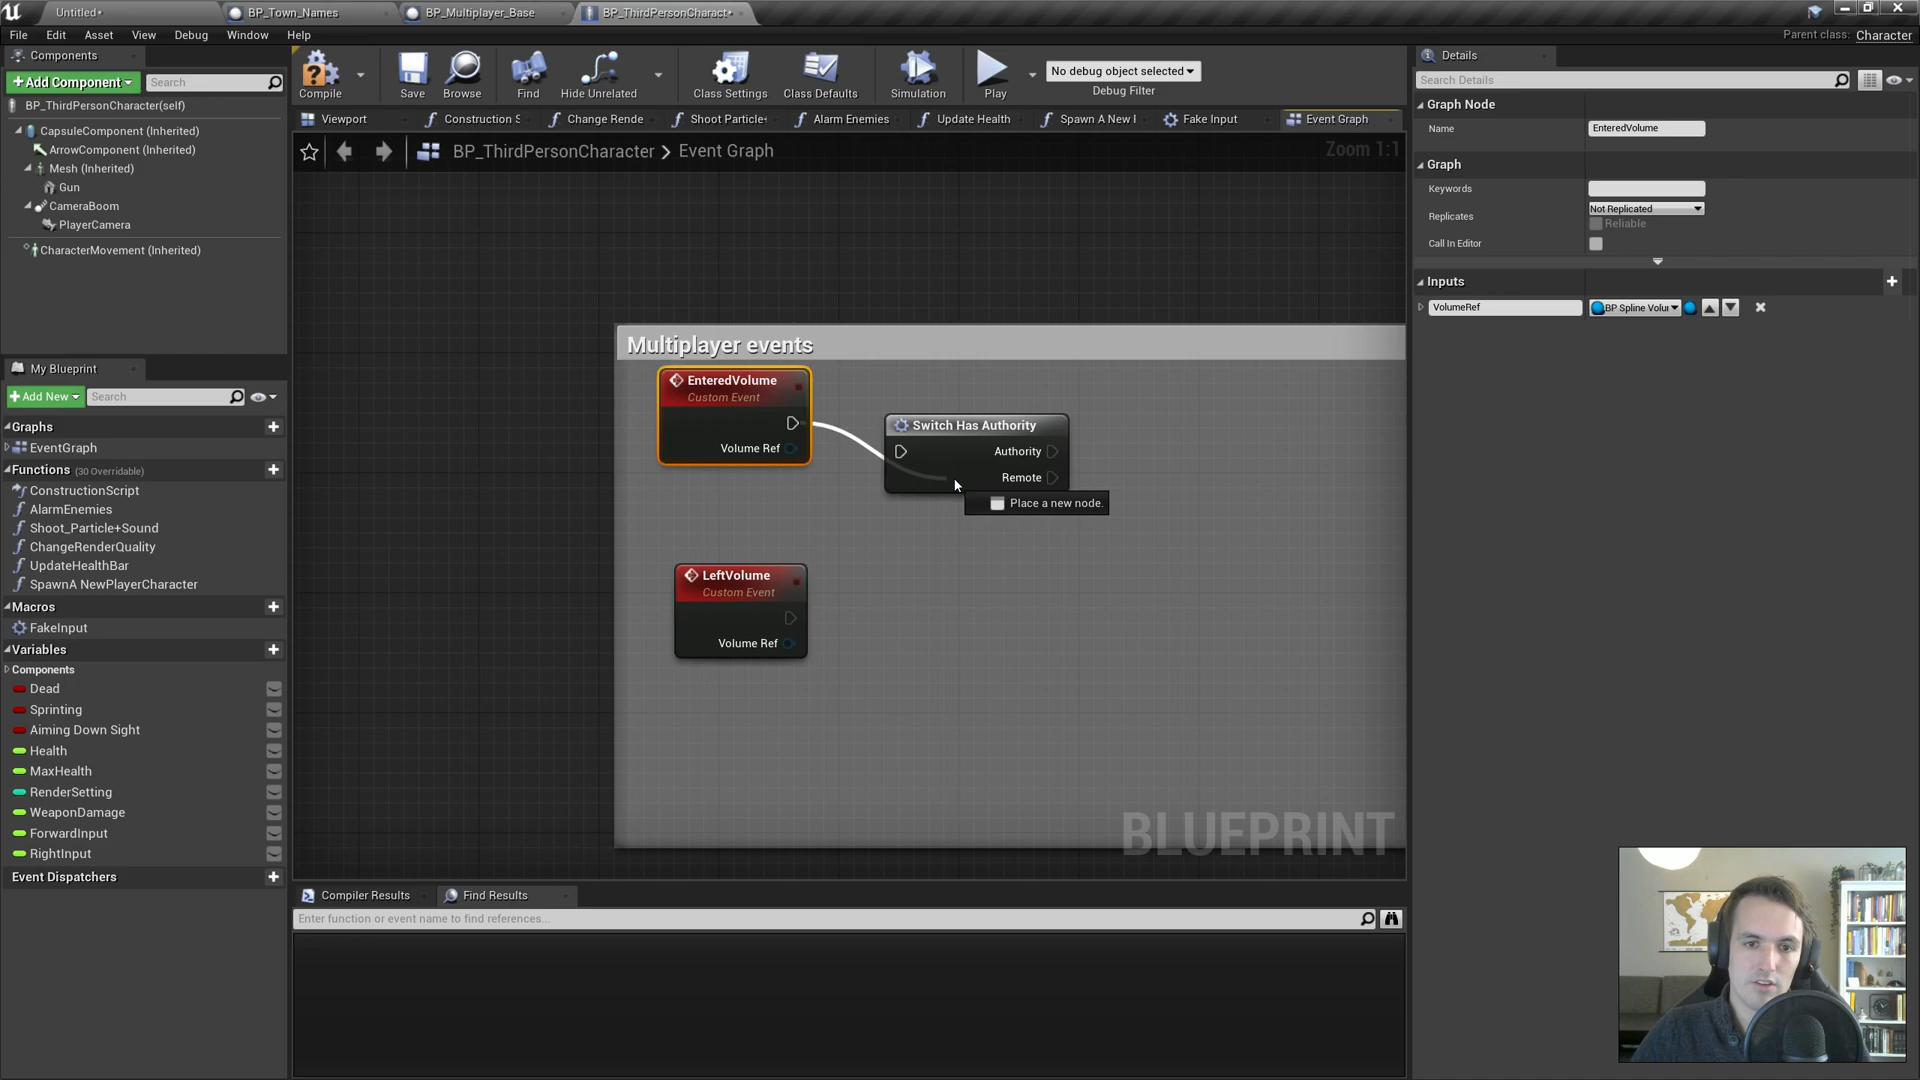 Untitled•
BP_Town_Names
BP_Multiplayer_Base
BP_ThirdPersonCharact•
File Edit Asset View Debug Window Help
Parent class: Character
Components
+Add Component
Search
BP_ThirdPersonCharacter(self)
CapsuleComponent (Inherited)
ArrowComponent (Inherited)
Mesh (Inherited)
Gun
CameraBoom
PlayerCamera
CharacterMovement (Inherited)
My Blueprint
+Add New
Search
Graphs
EventGraph
Functions (30 Overridable)
ConstructionScript
AlarmEnemies
Shoot_Particle+Sound
ChangeRenderQuality
UpdateHealthBar
SpawnA NewPlayerCharacter
Macros
FakeInput
Variables
Components
Dead
Sprinting
Aiming Down Sight
Health
MaxHealth
RenderSetting
WeaponDamage
ForwardInput
RightInput
Event Dispatchers
Compile
Save
Browse
Find
Hide Unrelated
Class Settings
Class Defaults
Simulation
Play
No debug object selected
Debug Filter
Viewport
Construction S
Change Rende
Shoot Particle
Alarm Enemies
Update Health
Spawn A New
Fake Input
Event Graph
BP_ThirdPersonCharacter > Event Graph
Zoom 1:1
Multiplayer events
EnteredVolume
Custom Event
Volume Ref
Switch Has Authority
Authority
Remote
Place a new node.
LeftVolume
Custom Event
Volume Ref
BLUEPRINT
Compiler Results
Find Results
Enter function or event name to find references...
Details
Search Details
Graph Node
Name EnteredVolume
Graph
Keywords
Replicates Not Replicated
Reliable
Call In Editor
Inputs
VolumeRef BP Spline Volu